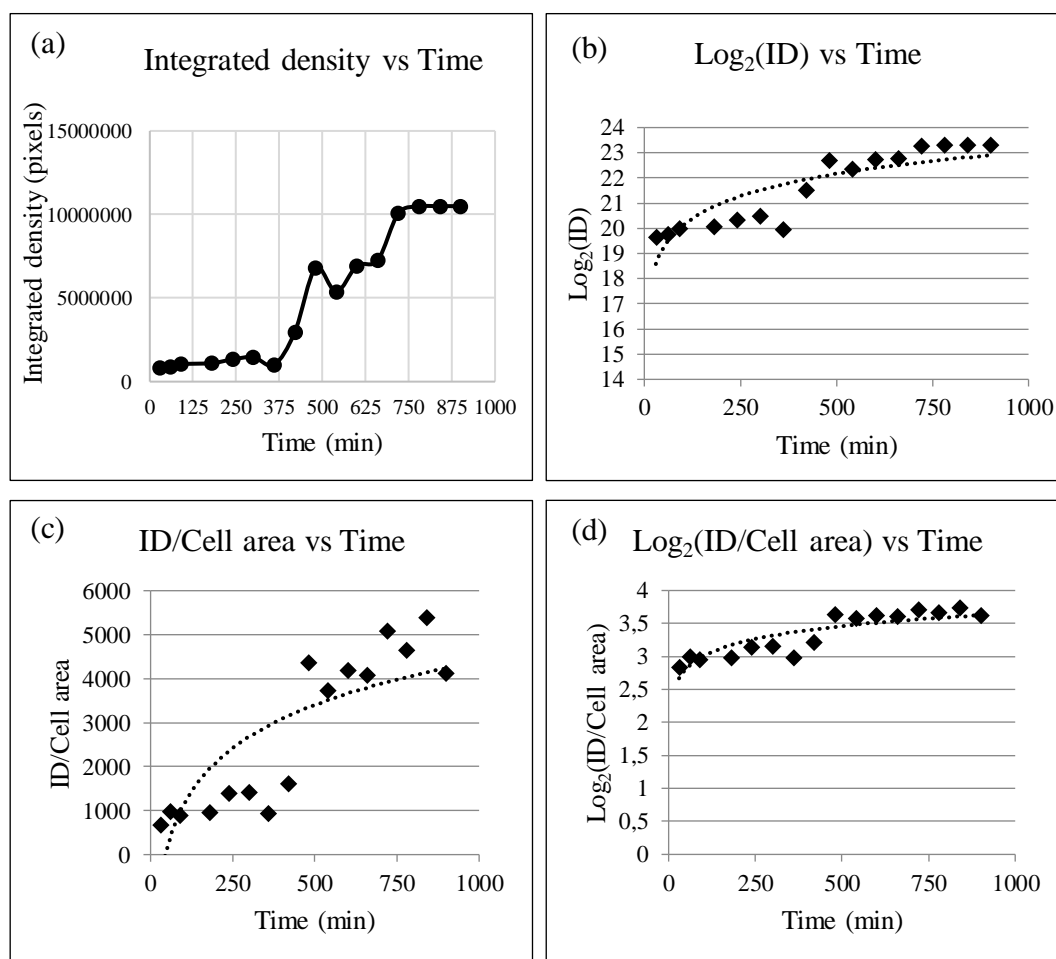 (a)
Integrated density vs Time
Integrated density (pixels)
15000000
10000000
5000000
0
0 125 250 375 500 625 750 875 1000
Time (min)
(b)
Log₂(ID) vs Time
Log₂(ID)
24
23
22
21
20
19
18
17
16
15
14
0 250 500 750 1000
Time (min)
(c)
ID/Cell area vs Time
ID/Cell area
6000
5000
4000
3000
2000
1000
0
0 250 500 750 1000
Time (min)
(d)
Log₂(ID/Cell area) vs Time
Log₂(ID/Cell area)
4
3,5
3
2,5
2
1,5
1
0,5
0
0 250 500 750 1000
Time (min)